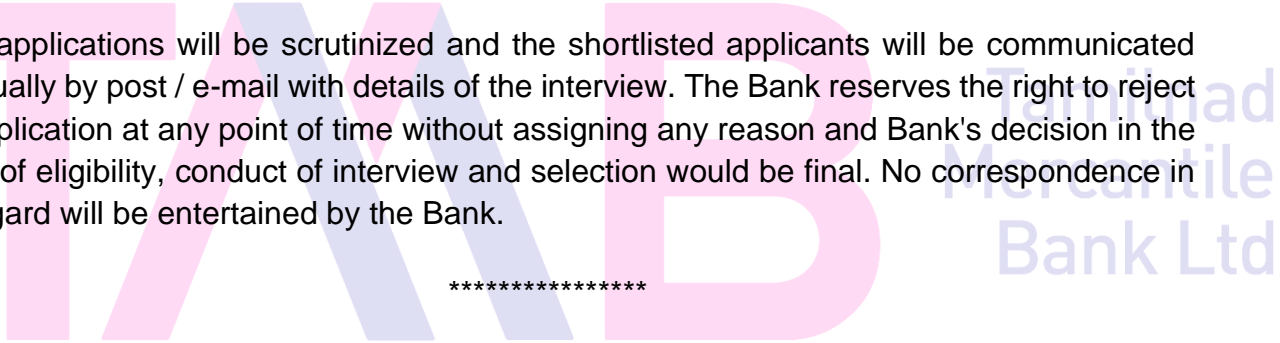 applications will be scrutinized and the shortlisted applicants will be communicated
ually by post / e-mail with details of the interview. The Bank reserves the right to reject
plication at any point of time without assigning any reason and Bank's decision in the
of eligibility, conduct of interview and selection would be final. No correspondence in
gard will be entertained by the Bank.
****************
TMB
Tamilnad
Mercantile
Bank Ltd